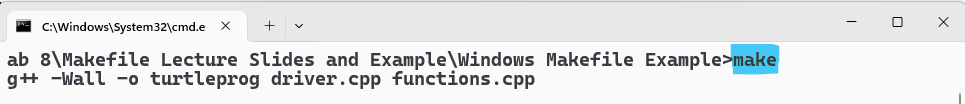 C:\Windows\System32\cmd.e
ab 8\Makefile Lecture Slides and Example\Windows Makefile Example>make
g++ -Wall -o turtleprog driver.cpp functions.cpp